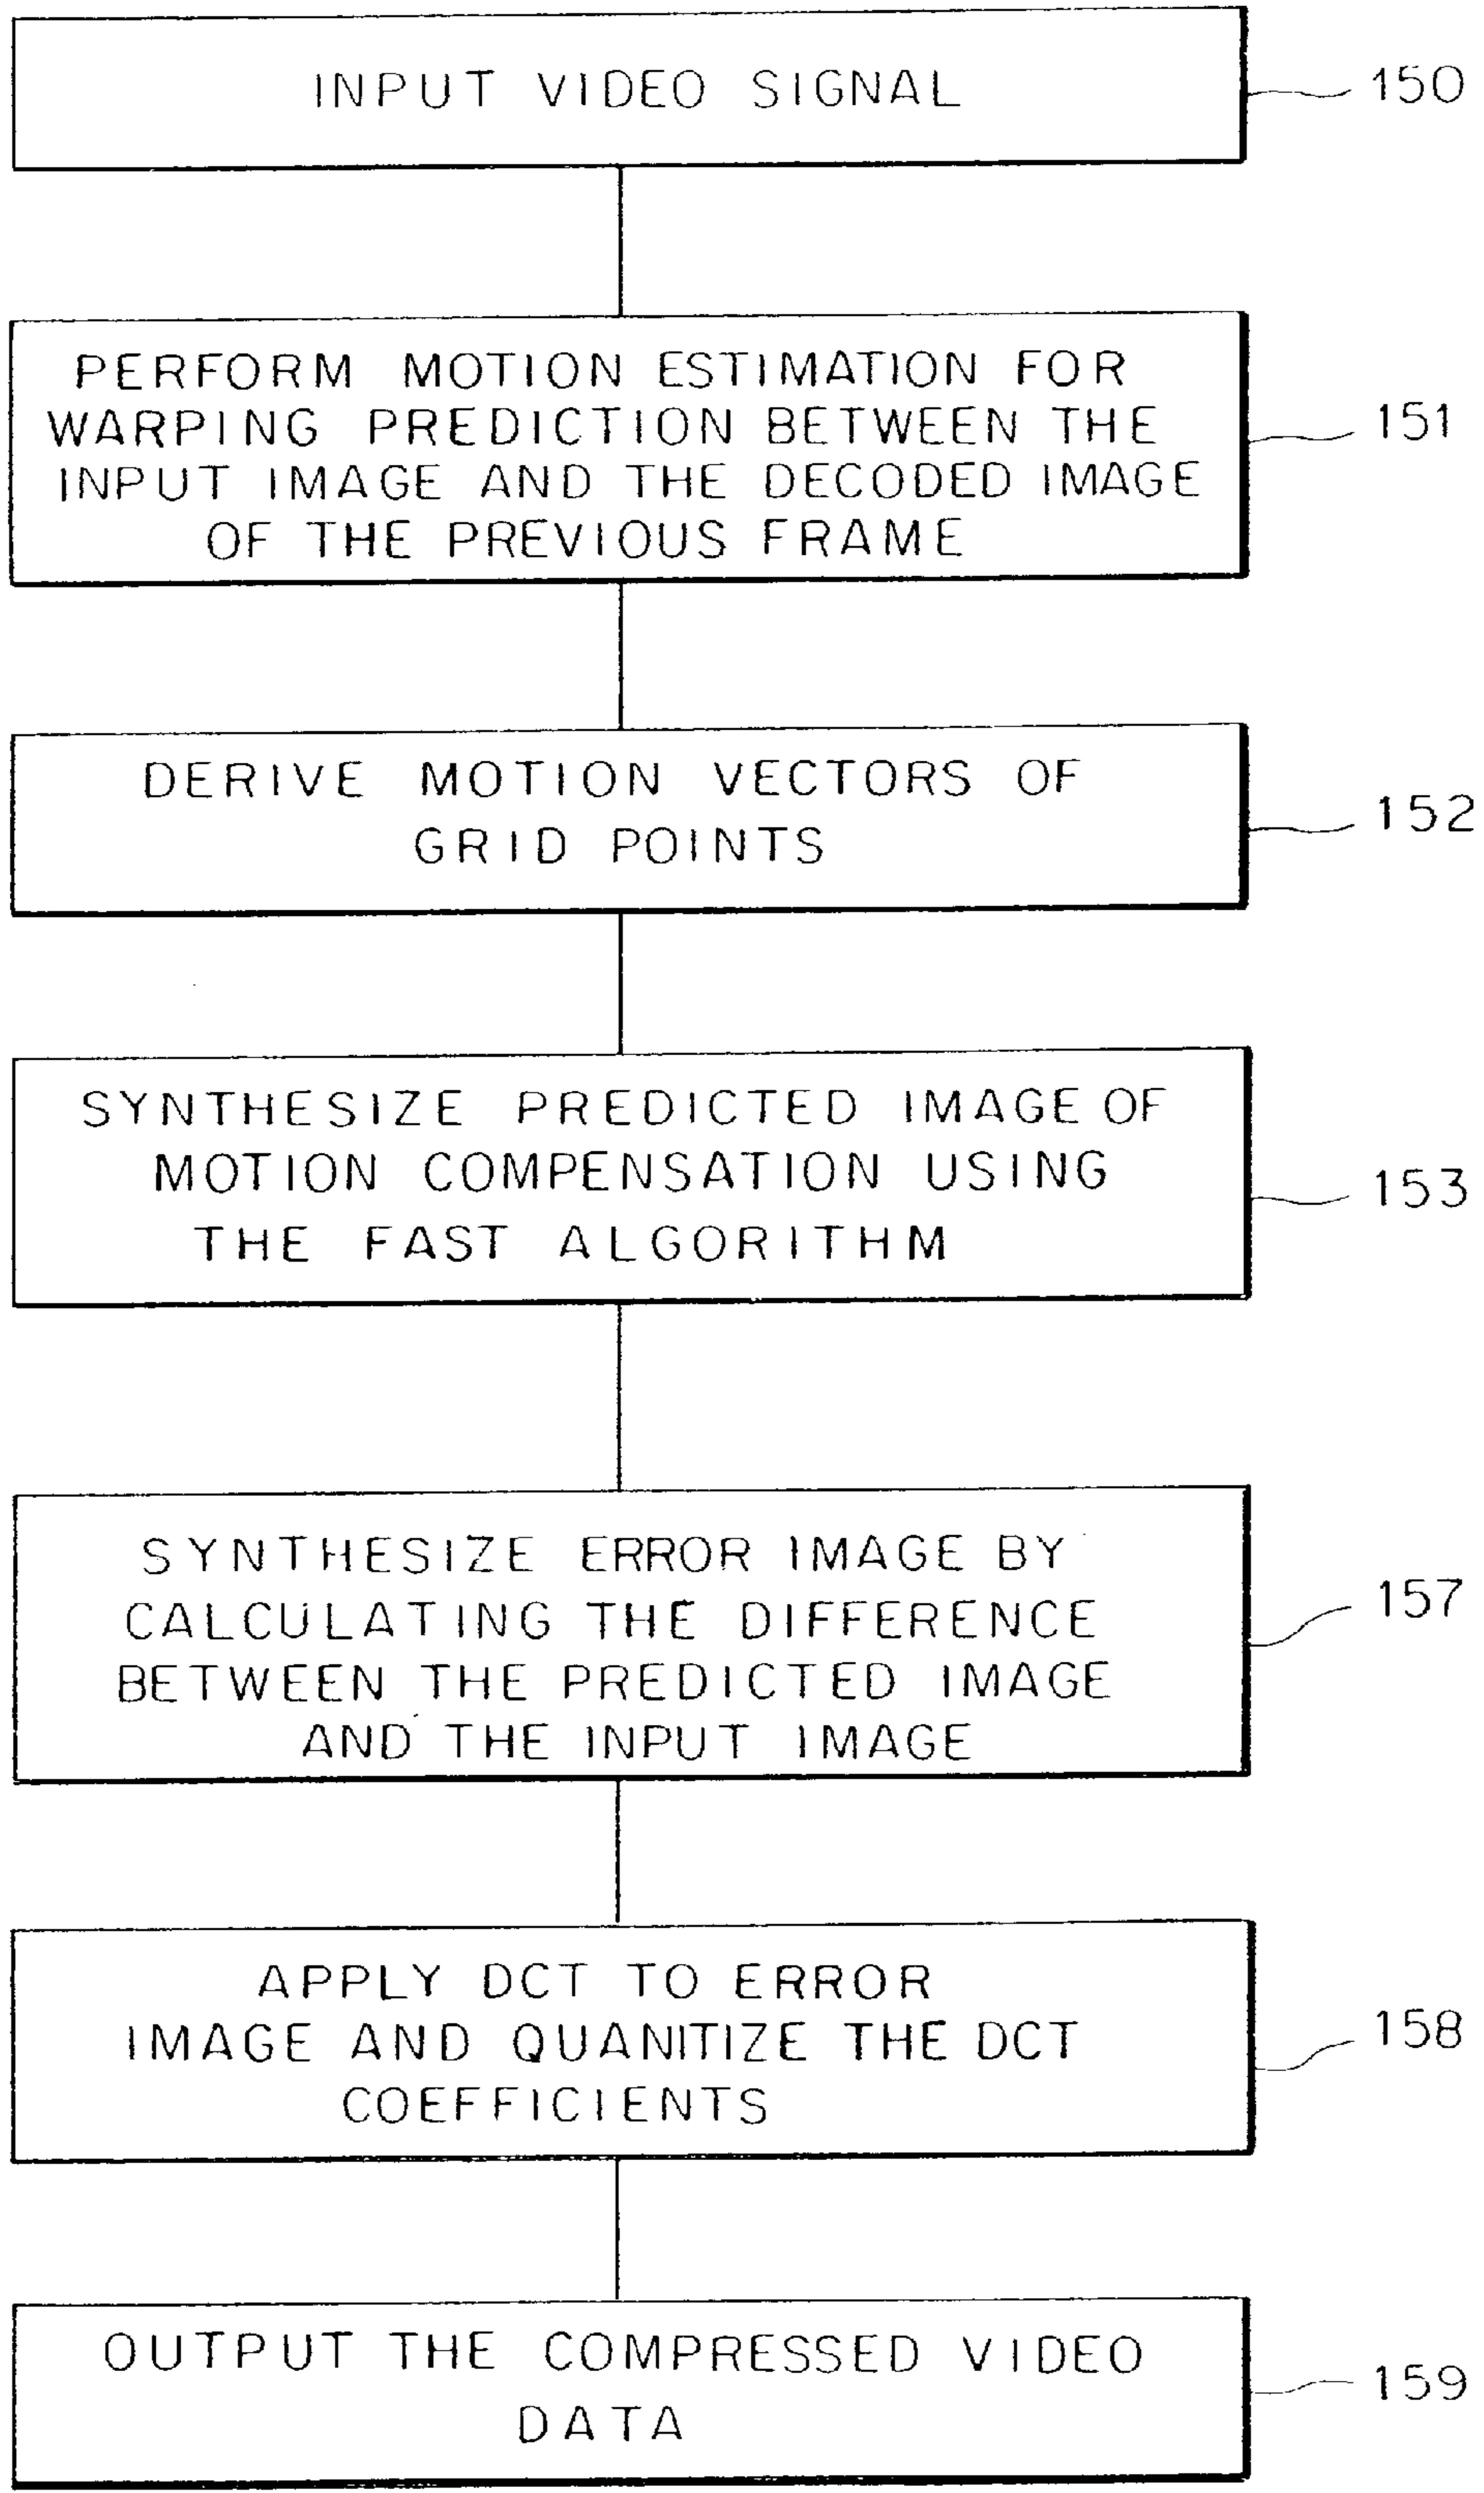 INPUT VIDEO SIGNAL
150
PERFORM MOTION ESTIMATION FOR
WARPING PREDICTION BETWEEN THE
INPUT IMAGE AND THE DECODED IMAGE
OF THE PREVIOUS FRAME
151
DERIVE MOTION VECTORS OF
GRID POINTS
152
SYNTHESIZE PREDICTED IMAGE OF
MOTION COMPENSATION USING
THE FAST ALGORITHM
153
SYNTHESIZE ERROR IMAGE BY
CALCULATING THE DIFFERENCE
BETWEEN THE PREDICTED IMAGE
AND THE INPUT IMAGE
157
APPLY DCT TO ERROR
IMAGE AND QUANITIZE THE DCT
COEFFICIENTS
158
OUTPUT THE COMPRESSED VIDEO
DATA
159